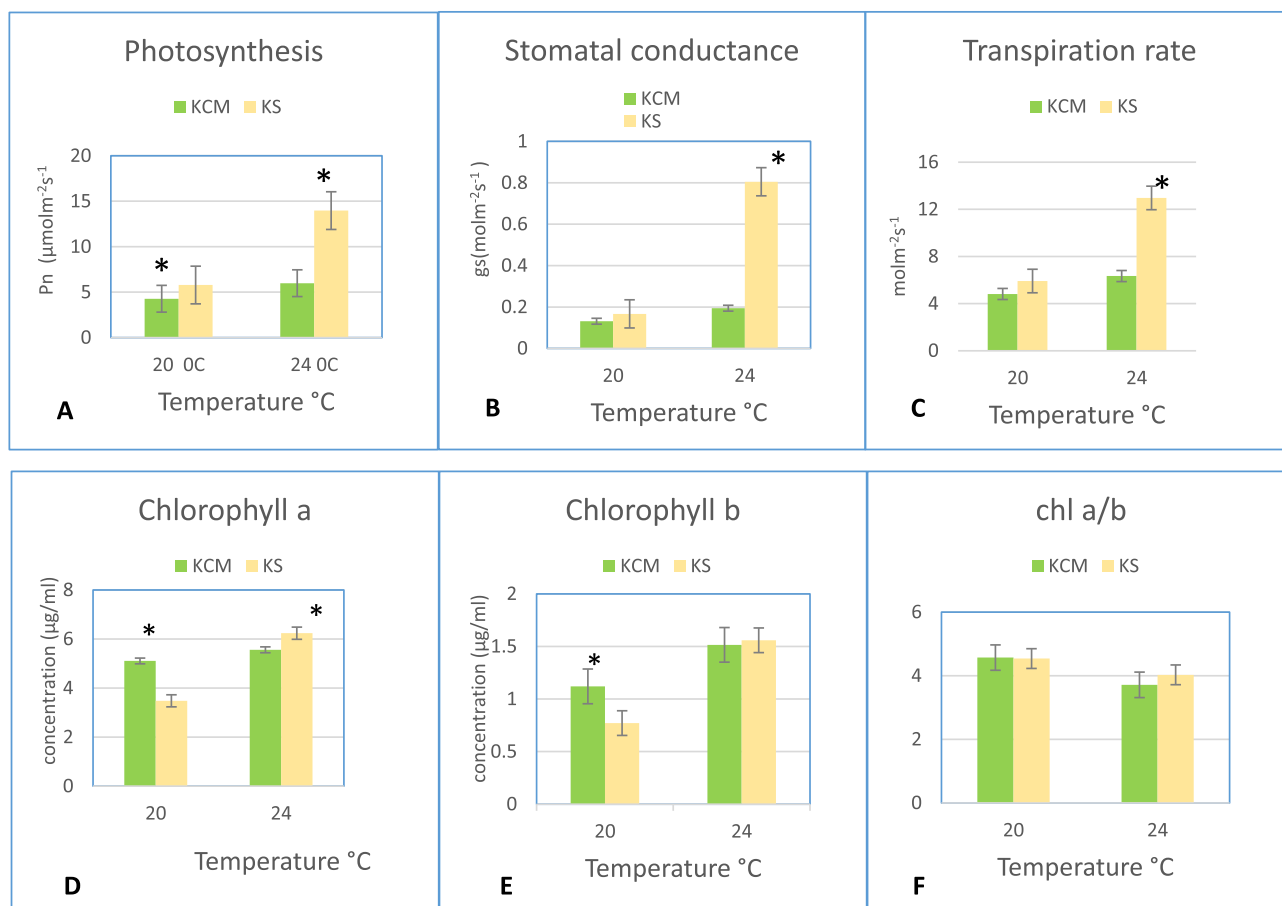 Photosynthesis
KCM KS
Pn (µmolm⁻²s⁻¹)
20
15
10
5
0
*
*
20 0C 24 0C
Temperature °C
A
Stomatal conductance
KCM
KS
gs(molm⁻²s⁻¹ )
1
0.8
0.6
0.4
0.2
0
*
20 24
Temperature °C
B
Transpiration rate
KCM KS
molm⁻²s⁻¹
16
12
8
4
0
*
20 24
Temperature °C
C
Chlorophyll a
KCM KS
concentration (µg/ml)
8
6
4
2
0
*
*
20 24
Temperature °C
D
Chlorophyll b
KCM KS
concentration (µg/ml)
2
1.5
1
0.5
0
*
20 24
Temperature °C
E
chl a/b
KCM KS
6
4
2
0
20 24
Temperature °C
F